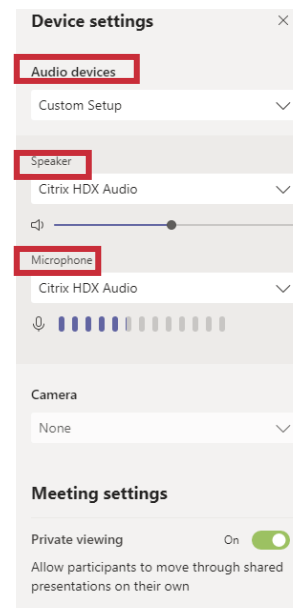 Device settings
Audio devices
Custom Setup
Speaker
Citrix HDX Audio
Microphone
Citrix HDX Audio
Camera
None
Meeting settings
Private viewing On
Allow participants to move through shared
presentations on their own